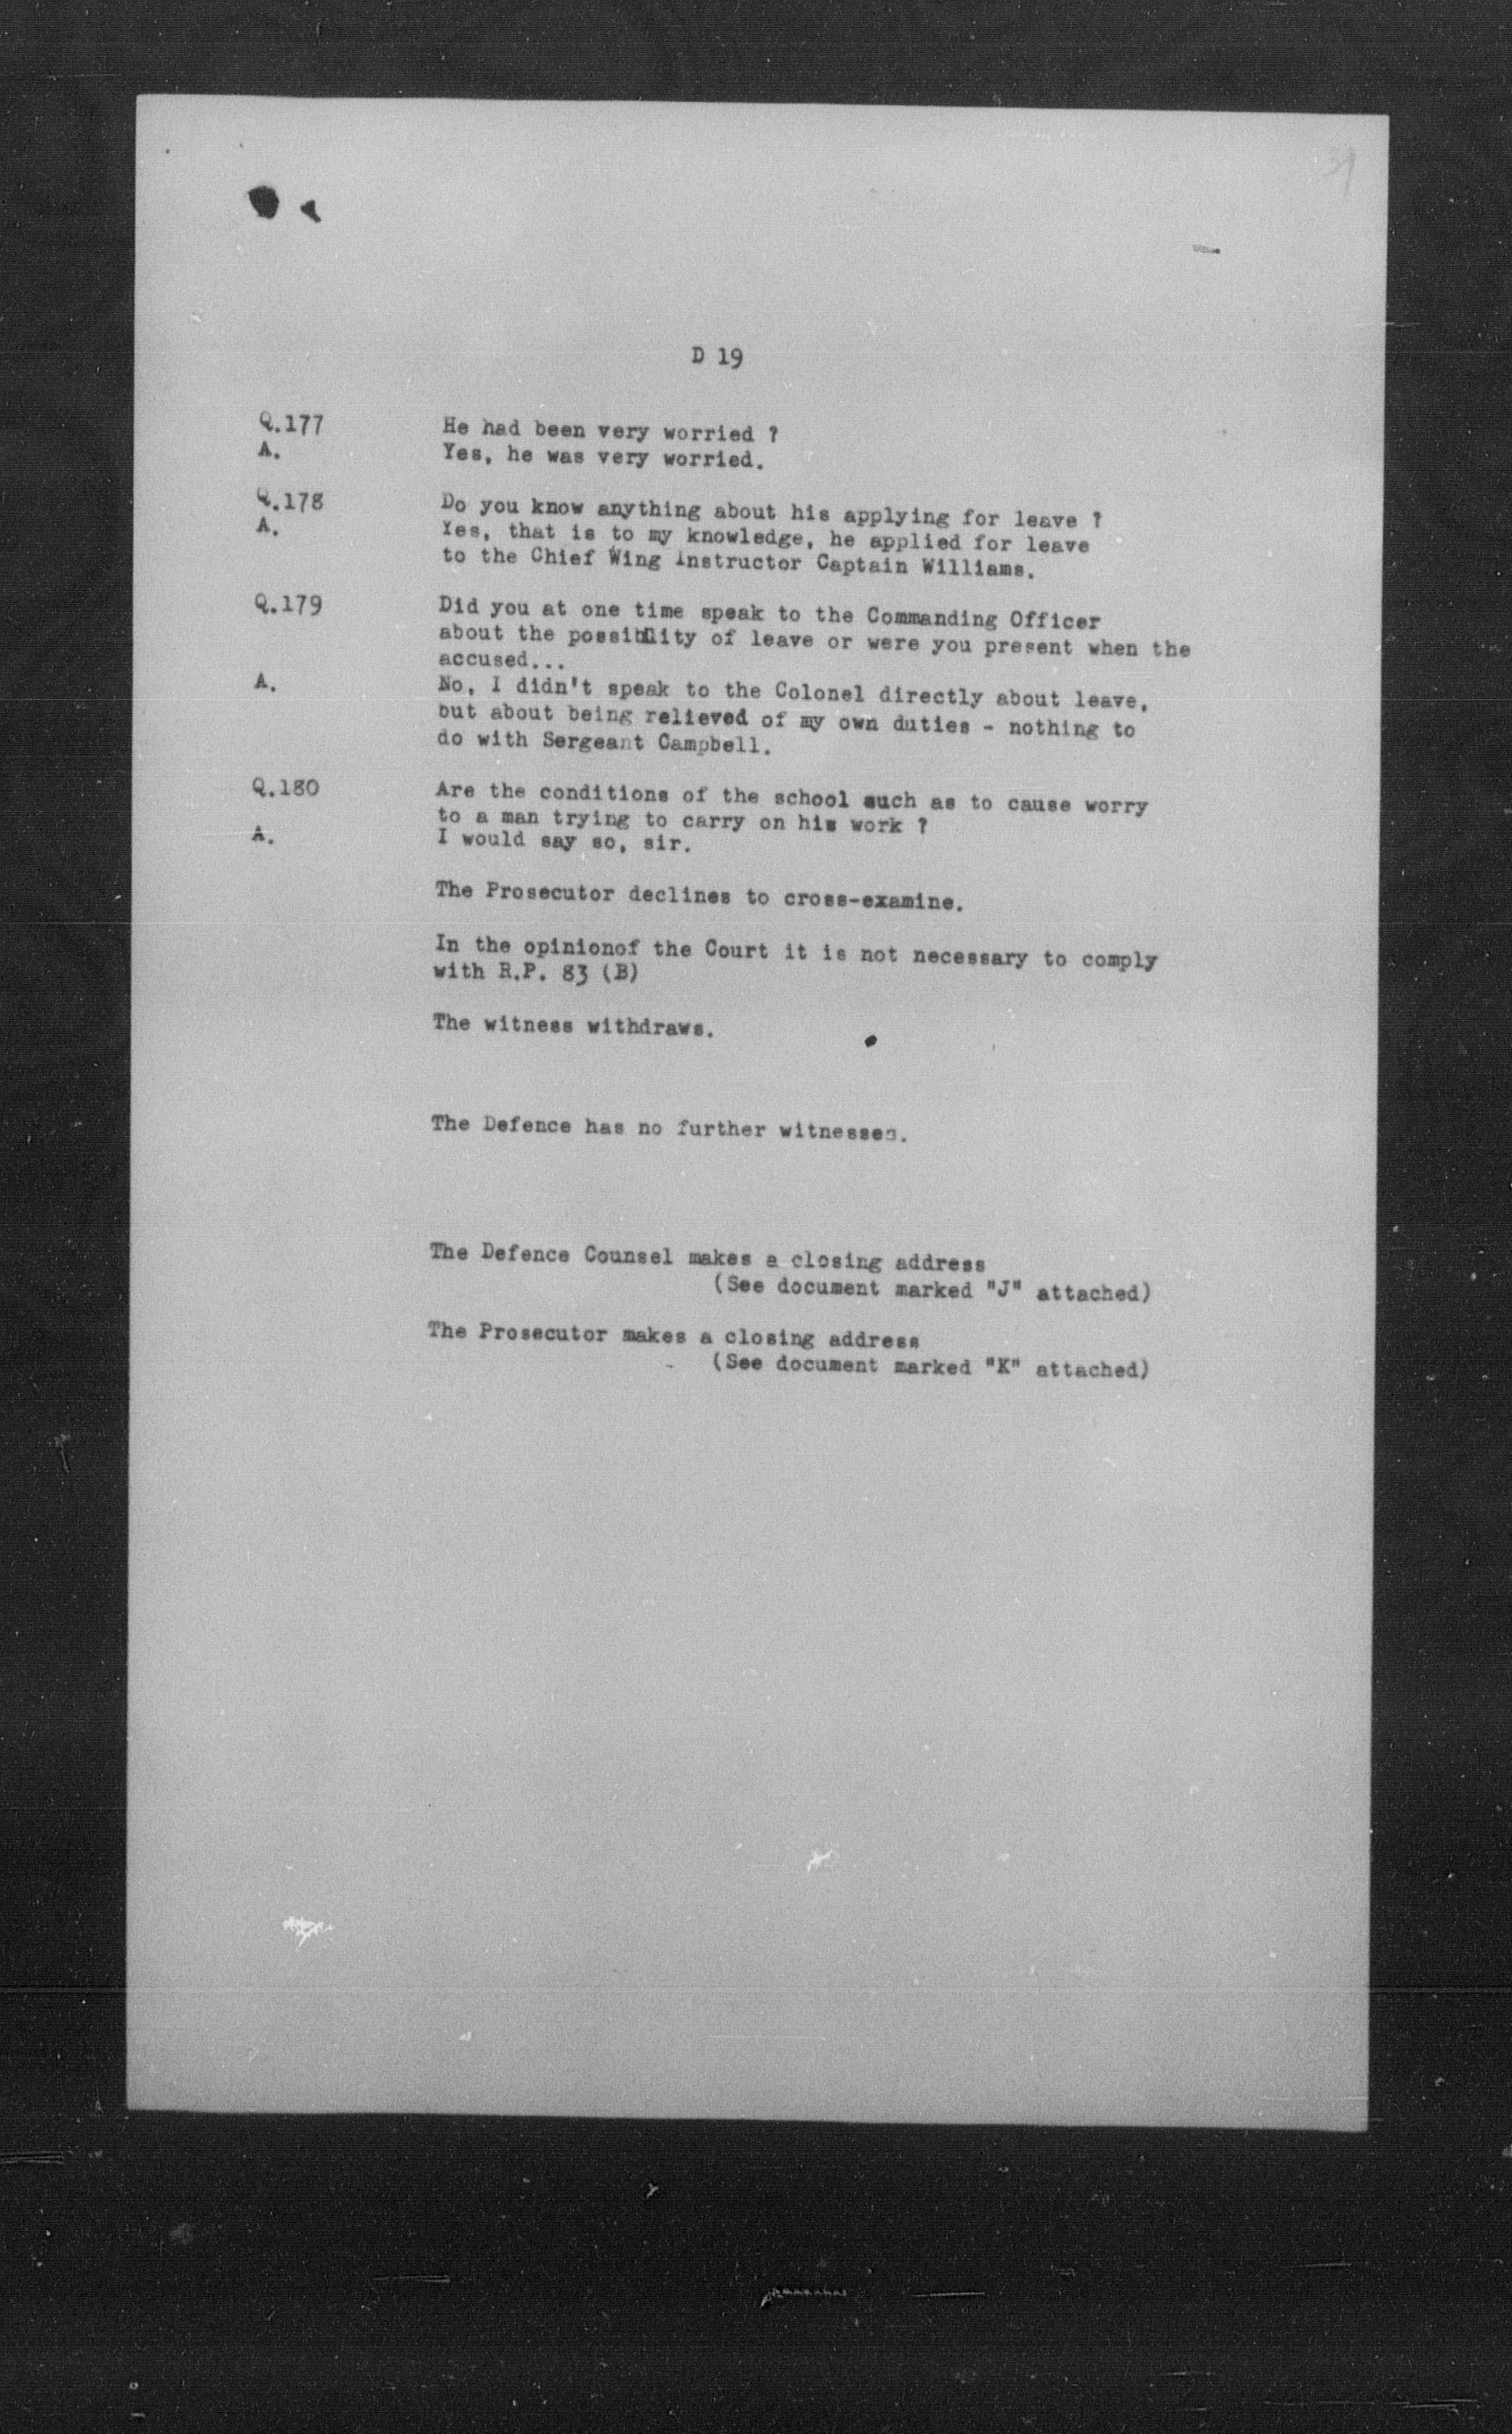 39
D 19
Q.177 He had been very worried ?
A. Yes, he was very worried.
Q.178 Do you know anything about his applying for leave ?
A. Yes, that is to my knowledge, he applied for leave
to the Chief Wing Instructor Captain Williams.
Q.179 Did you at one time speak to the Commanding Officer
about the possibility of leave or were you present when the
accused...
A. No, I didn't speak to the Colonel directly about leave,
but about being relieved of my own duties - nothing to
do with Sergeant Campbell.
Q.180 Are the conditions of the school such as to cause worry
to a man trying to carry on his work ?
A. I would say so, sir.
The Prosecutor declines to cross-examine.
In the opinionof the Court it is not necessary to comply
with R.P. 83 (B)
The witness withdraws.
The Defence has no further witnesses.
The Defence Counsel makes a closing address
(See document marked "J" attached)
The Prosecutor makes a closing address
(See document marked "K" attached)